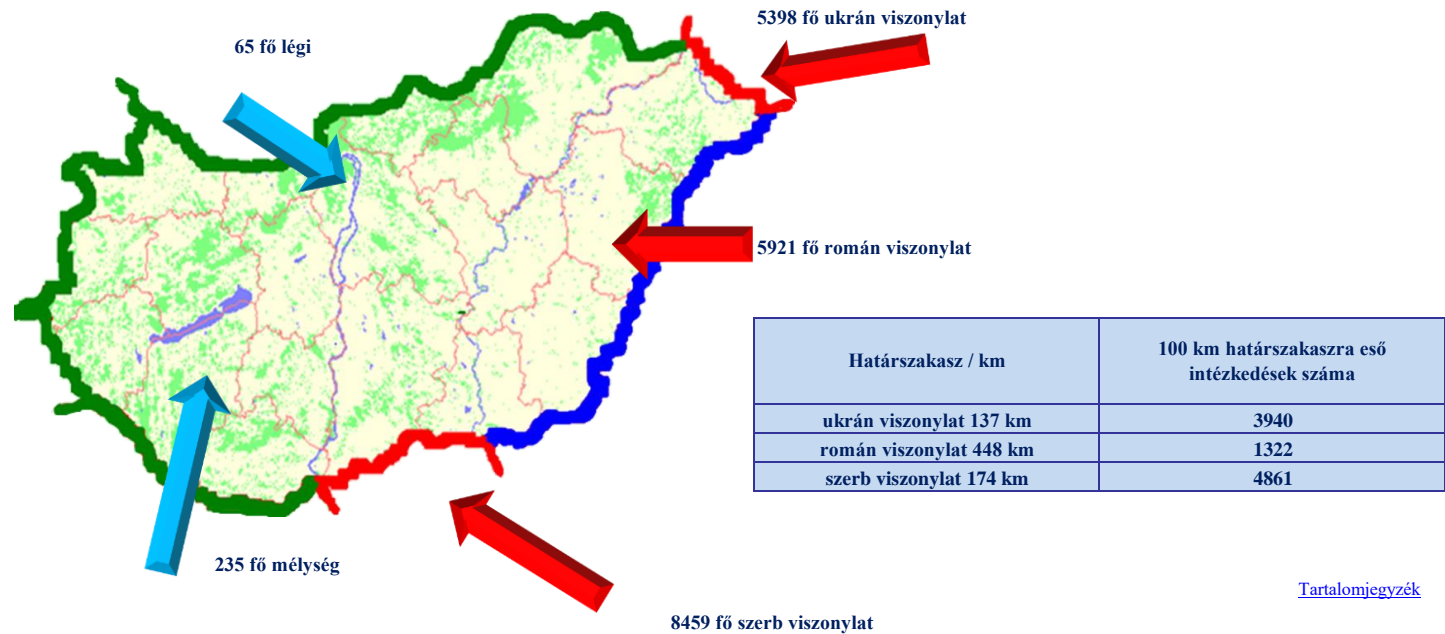 5398 fő ukrán viszonylat
65 fő légi
5921 fő román viszonylat
Határszakasz / km
100 km határszakaszra eső
intézkedések száma
ukrán viszonylat 137 km
3940
román viszonylat 448 km
1322
szerb viszonylat 174 km
4861
235 fő mélység
Tartalomjegyzék
8459 fő szerb viszonylat